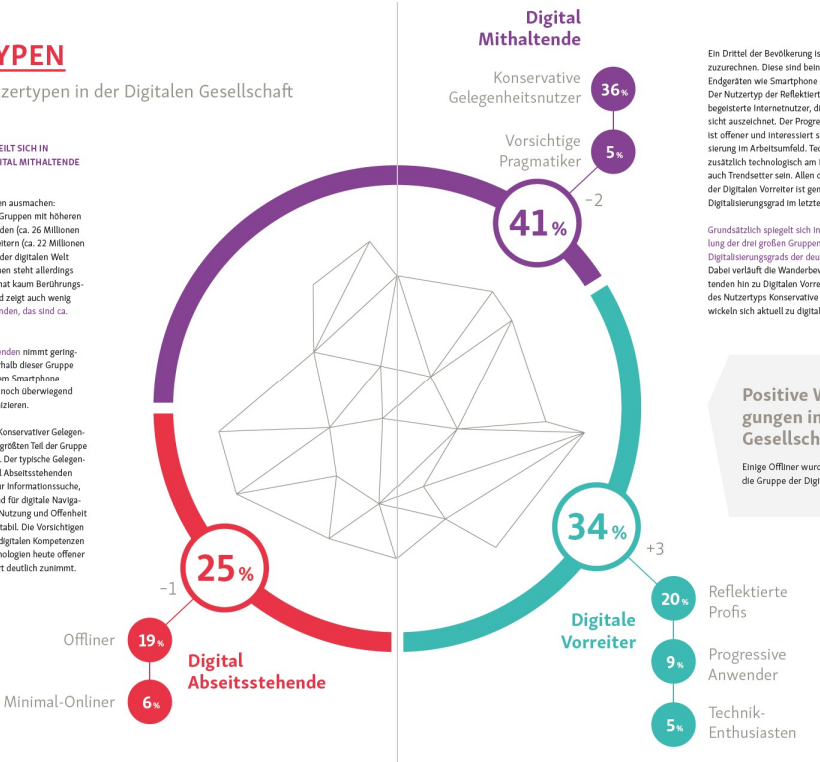 YPEN
zertypen in der Digitalen Gesellschaft
EILT SICH IN
ITAL MITHALTENDE
en ausmachen:
Gruppen mit höheren
den (ca. 26 Millionen
eitern (ca. 22 Millionen
der digitalen Welt
nen steht allerdings
hat kaum Berührungs-
d zeigt auch wenig
nden, das sind ca.
enden nimmt gering-
rhalb dieser Gruppe
em Smartphone
noch überwiegend
izieren.
Konservativer Gelegen-
größten Teil der Gruppe
. Der typische Gelegen-
l Abseitsstehenden
ur Informationssuche,
d für digitale Naviga-
Nutzung und Offenheit
tabil. Die Vorsichtigen
digitalen Kompetenzen
nologien heute offener
rt deutlich zunimmt.
Digital
Mithaltende
Konservative
Gelegenheitsnutzer
36%
Vorsichtige
Pragmatiker
5%
41%
–2
34%
+3
25%
–1
Offliner
19%
Minimal-Onliner
6%
Digital
Abseitsstehende
Digitale
Vorreiter
20%
Reflektierte
Profis
9%
Progressive
Anwender
5%
Technik-
Enthusiasten
Ein Drittel der Bevölkerung is
zuzurechnen. Diese sind bein
Endgeräten wie Smartphone
Der Nutzertyp der Reflektiert
begeisterte Internetnutzer, di
sicht auszeichnet. Der Progre
ist offener und interessiert s
sierung im Arbeitsumfeld. Tec
zusätzlich technologisch am
auch Trendsetter sein. Allen d
der Digitalen Vorreiter ist gem
Digitalisierungsgrad im letzte
Grundsätzlich spiegelt sich in
lung der drei großen Gruppen
Digitalisierungsgrads der deu
Dabei verläuft die Wanderbew
tenden hin zu Digitalen Vorre
des Nutzertyps Konservative
wickeln sich aktuell zu digital
Positive W
gungen in
Gesellsch
Einige Offliner wurd
die Gruppe der Digi